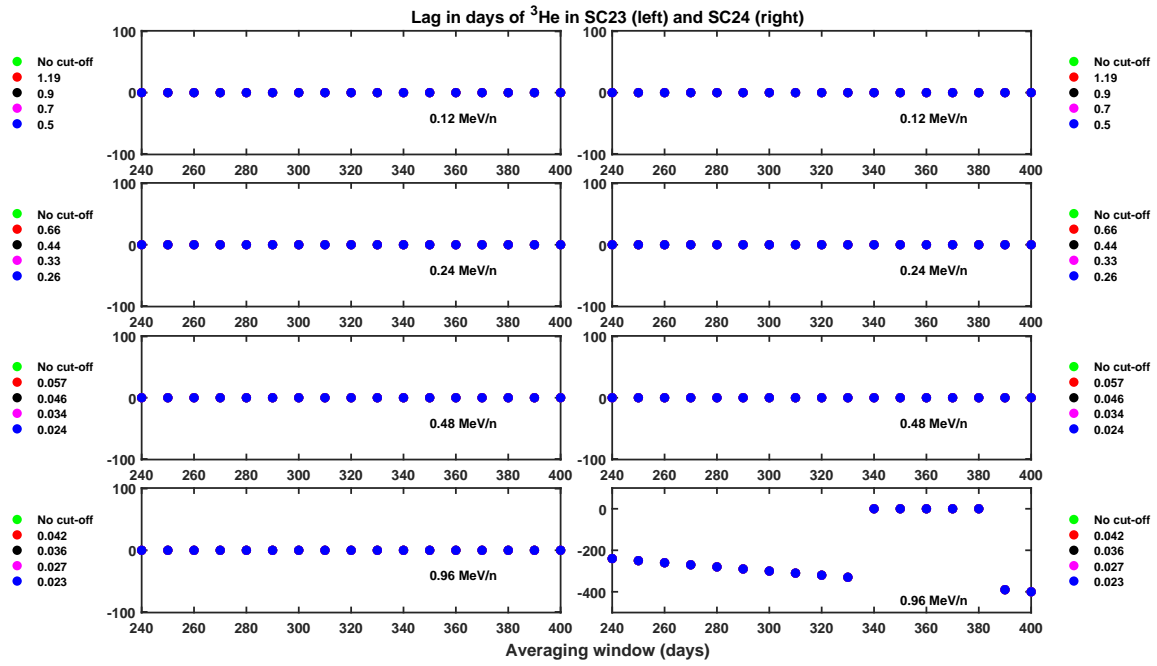 Lag in days of ³He in SC23 (left) and SC24 (right)
No cut-off
1.19
0.9
0.7
0.5
100
0
-100
0.12 MeV/n
240 260 280 300 320 340 360 380 400
100
0
-100
0.12 MeV/n
240 260 280 300 320 340 360 380 400
No cut-off
1.19
0.9
0.7
0.5
No cut-off
0.66
0.44
0.33
0.26
100
0
-100
0.24 MeV/n
240 260 280 300 320 340 360 380 400
100
0
-100
0.24 MeV/n
240 260 280 300 320 340 360 380 400
No cut-off
0.66
0.44
0.33
0.26
No cut-off
0.057
0.046
0.034
0.024
100
0
-100
0.48 MeV/n
240 260 280 300 320 340 360 380 400
100
0
-100
0.48 MeV/n
240 260 280 300 320 340 360 380 400
No cut-off
0.057
0.046
0.034
0.024
No cut-off
0.042
0.036
0.027
0.023
100
0
-100
0.96 MeV/n
240 260 280 300 320 340 360 380 400
0
-200
-400
0.96 MeV/n
240 260 280 300 320 340 360 380 400
No cut-off
0.042
0.036
0.027
0.023
Averaging window (days)